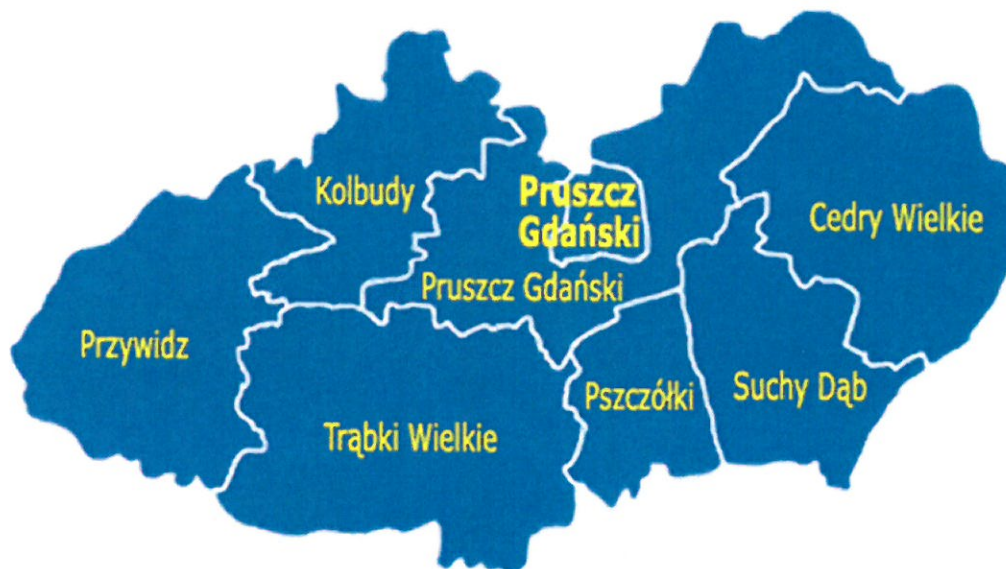 Kolbudy
Pruszcz
Gdański
Cedry Wielkie
Pruszcz Gdański
Przywidz
Pszczółki
Suchy Dąb
Trąbki Wielkie